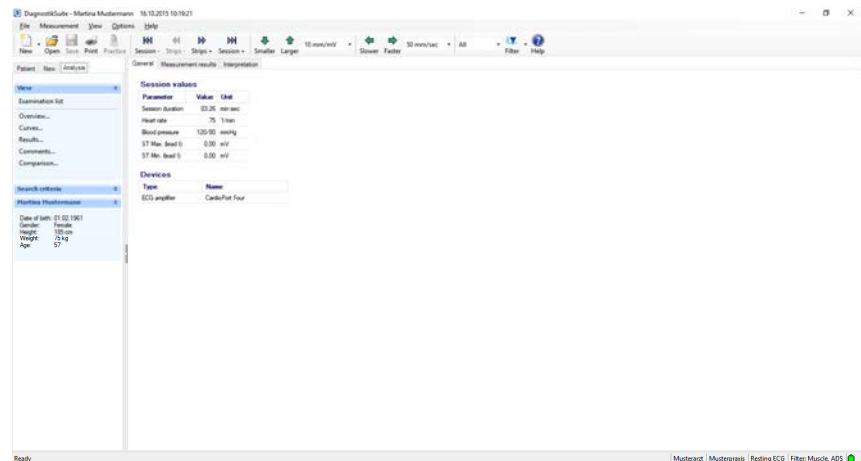 DiagnostikSuite - Martina Mustermann 16.10.2015 10:19:21
File Measurement View Options Help
New Open Save Print Practice Session - Strips - Strips + Session + Smaller Larger 10 mm/mV Slower Faster 50 mm/sec All Filter Help
Patient New Analysis
General Measurement results Interpretation
View
Examination list
Overview...
Curves...
Results...
Comments...
Comparison...
Search criteria
Martina Mustermann
Date of birth: 01.02.1961
Gender: Female
Height: 185 cm
Weight: 75 kg
Age: 57
Session values
Parameter Value Unit
Session duration 03:26 min:sec
Heart rate 75 1/min
Blood pressure 120/80 mmHg
ST Max. (lead I) 0.00 mV
ST Min. (lead I) 0.00 mV
Devices
Type Name
ECG amplifier CardioPort Four
Ready
Musterarzt Musterpraxis Resting ECG Filter: Muscle, ADS